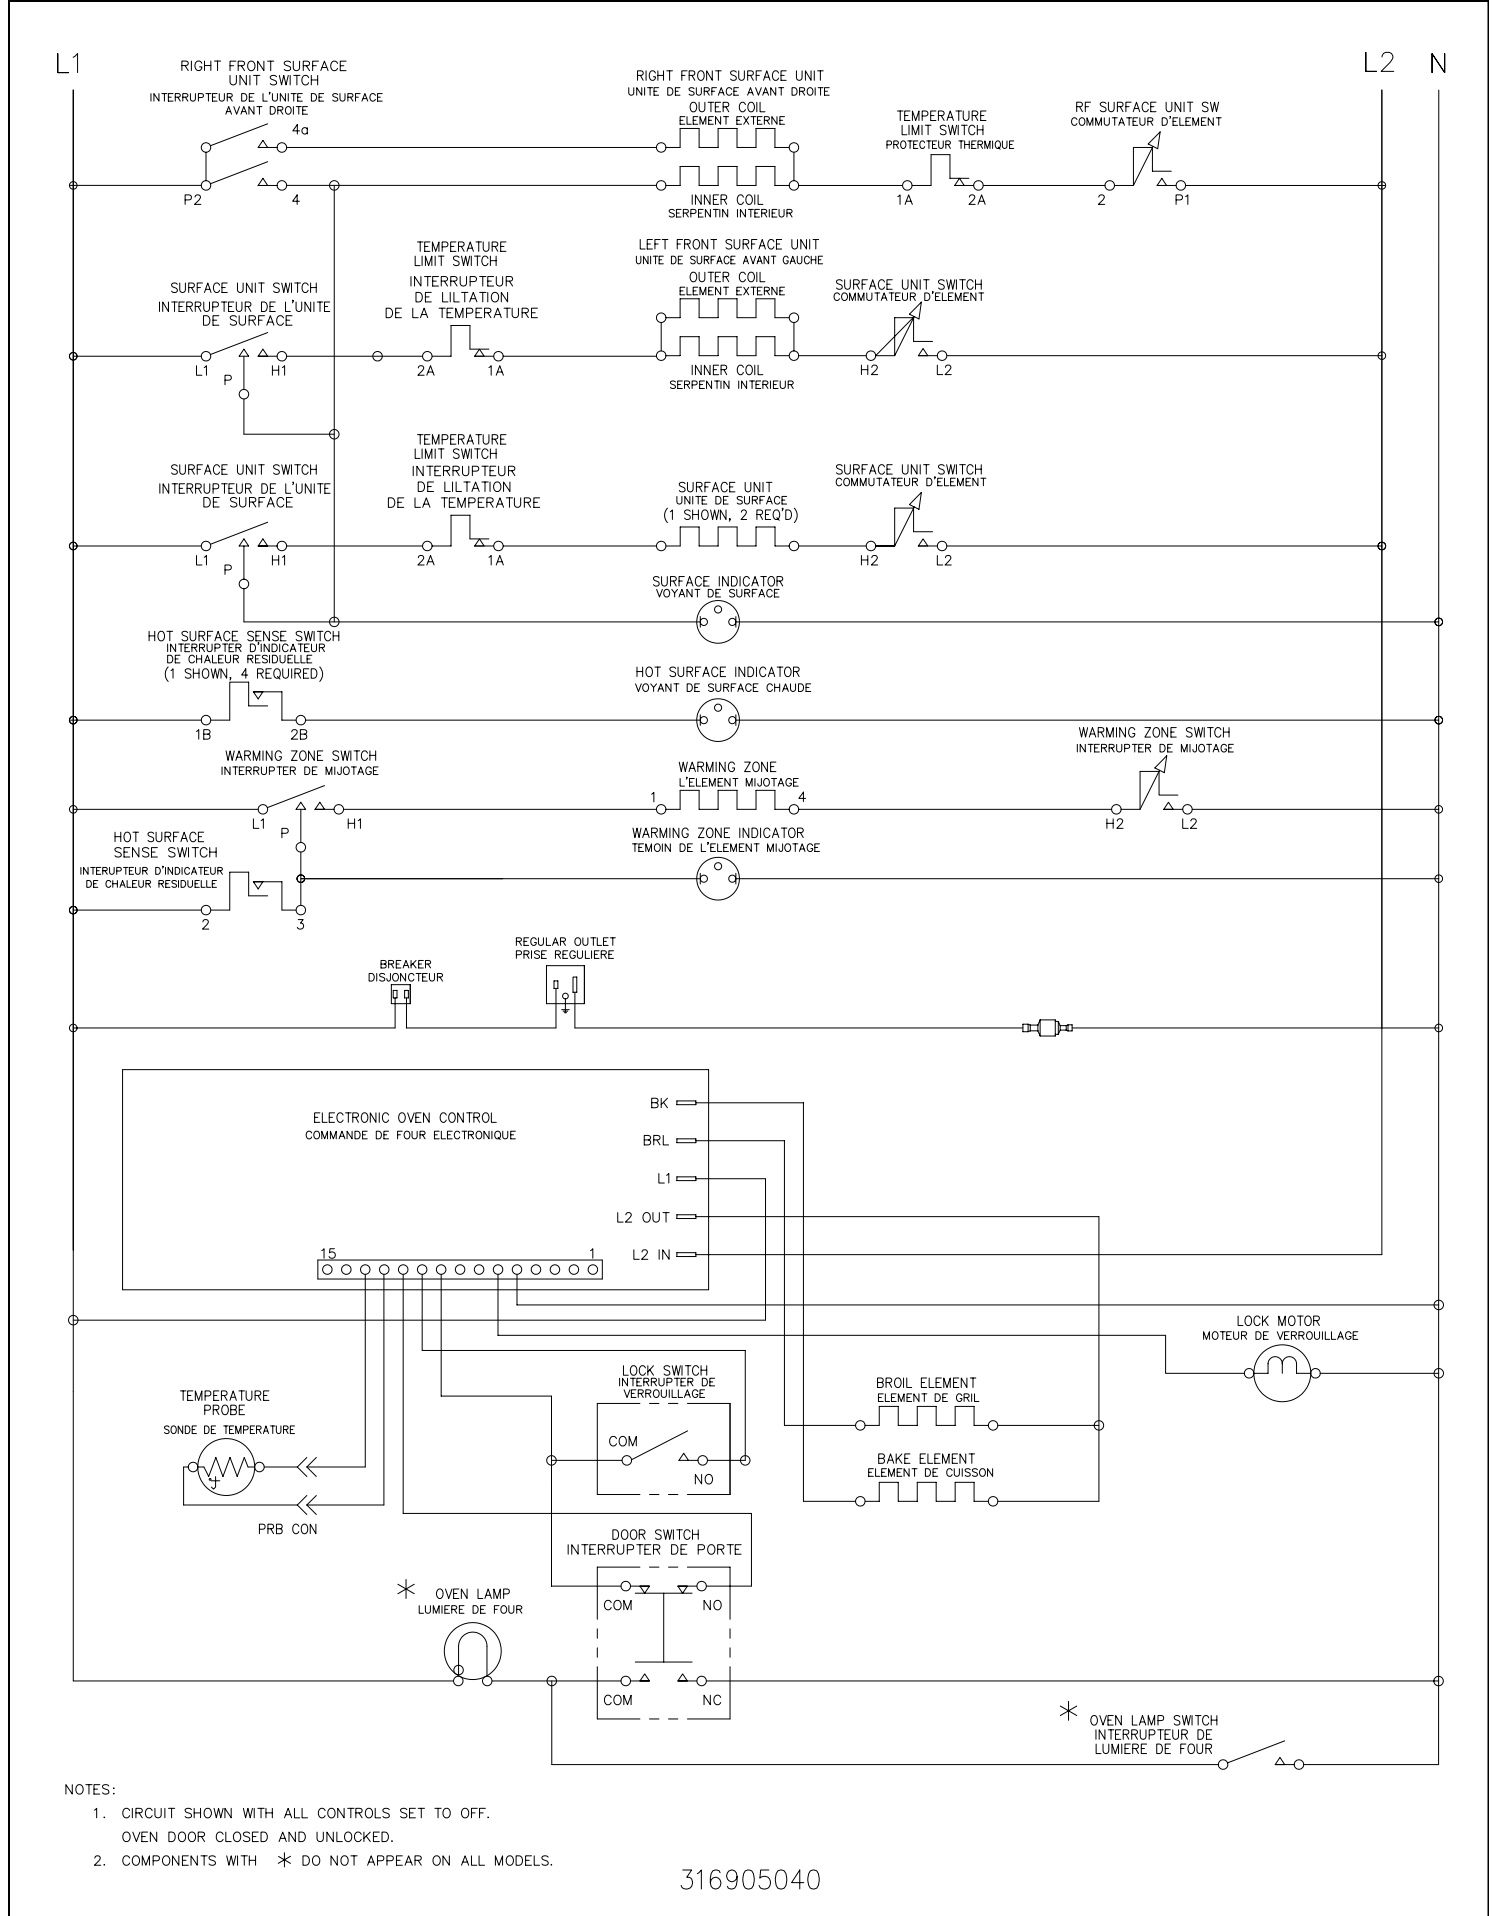 L1
L2 N
RIGHT FRONT SURFACE
UNIT SWITCH
INTERRUPTEUR DE L'UNITE DE SURFACE
AVANT DROITE
4a
P2
4
RIGHT FRONT SURFACE UNIT
UNITE DE SURFACE AVANT DROITE
OUTER COIL
ELEMENT EXTERNE
INNER COIL
SERPENTIN INTERIEUR
TEMPERATURE
LIMIT SWITCH
PROTECTEUR THERMIQUE
1A
2A
RF SURFACE UNIT SW
COMMUTATEUR D'ELEMENT
2
P1
SURFACE UNIT SWITCH
INTERRUPTEUR DE L'UNITE
DE SURFACE
L1
P
H1
TEMPERATURE
LIMIT SWITCH
INTERRUPTEUR
DE LILTATION
DE LA TEMPERATURE
2A
1A
LEFT FRONT SURFACE UNIT
UNITE DE SURFACE AVANT GAUCHE
OUTER COIL
ELEMENT EXTERNE
INNER COIL
SERPENTIN INTERIEUR
SURFACE UNIT SWITCH
COMMUTATEUR D'ELEMENT
H2
L2
SURFACE UNIT SWITCH
INTERRUPTEUR DE L'UNITE
DE SURFACE
L1
P
H1
TEMPERATURE
LIMIT SWITCH
INTERRUPTEUR
DE LILTATION
DE LA TEMPERATURE
2A
1A
SURFACE UNIT
UNITE DE SURFACE
(1 SHOWN, 2 REQ'D)
SURFACE UNIT SWITCH
COMMUTATEUR D'ELEMENT
H2
L2
SURFACE INDICATOR
VOYANT DE SURFACE
HOT SURFACE SENSE SWITCH
INTERRUPTER D'INDICATEUR
DE CHALEUR RESIDUELLE
(1 SHOWN, 4 REQUIRED)
1B
2B
HOT SURFACE INDICATOR
VOYANT DE SURFACE CHAUDE
WARMING ZONE SWITCH
INTERRUPTER DE MIJOTAGE
L1
P
H1
WARMING ZONE
L'ELEMENT MIJOTAGE
1
4
WARMING ZONE SWITCH
INTERRUPTER DE MIJOTAGE
H2
L2
HOT SURFACE
SENSE SWITCH
INTERUPTEUR D'INDICATEUR
DE CHALEUR RESIDUELLE
2
3
WARMING ZONE INDICATOR
TEMOIN DE L'ELEMENT MIJOTAGE
BREAKER
DISJONCTEUR
REGULAR OUTLET
PRISE REGULIERE
ELECTRONIC OVEN CONTROL
COMMANDE DE FOUR ELECTRONIQUE
BK
BRL
L1
L2 OUT
L2 IN
15
1
LOCK MOTOR
MOTEUR DE VERROUILLAGE
LOCK SWITCH
INTERRUPTER DE
VERROUILLAGE
COM
NO
BROIL ELEMENT
ELEMENT DE GRIL
BAKE ELEMENT
ELEMENT DE CUISSON
TEMPERATURE
PROBE
SONDE DE TEMPERATURE
PRB CON
DOOR SWITCH
INTERRUPTER DE PORTE
COM
NO
COM
NC
* OVEN LAMP
LUMIERE DE FOUR
* OVEN LAMP SWITCH
INTERRUPTEUR DE
LUMIERE DE FOUR
NOTES:
1. CIRCUIT SHOWN WITH ALL CONTROLS SET TO OFF.
OVEN DOOR CLOSED AND UNLOCKED.
2. COMPONENTS WITH * DO NOT APPEAR ON ALL MODELS.
316905040